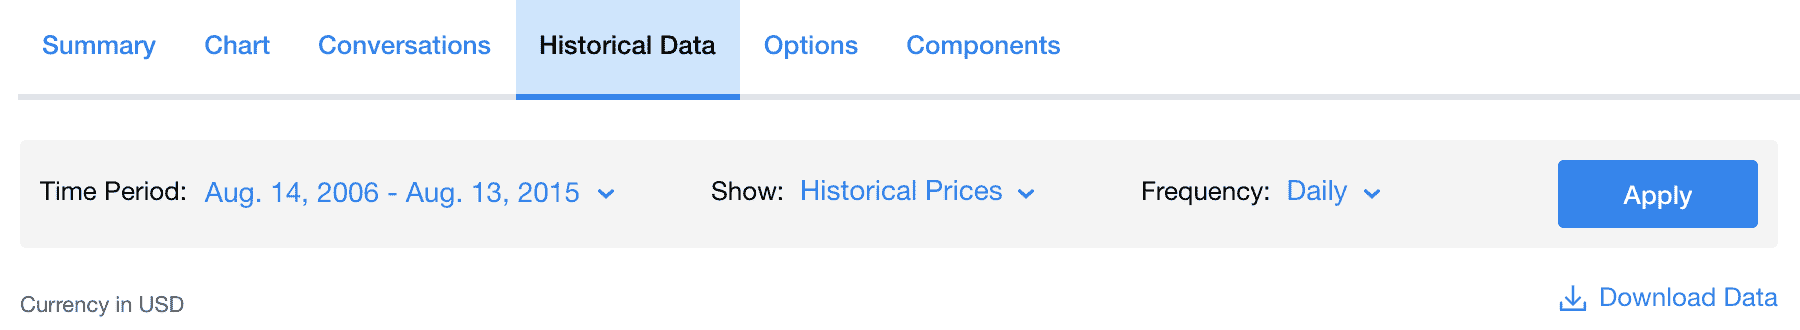 Summary Chart Conversations Historical Data Options Components
Time Period: Aug. 14, 2006 - Aug. 13, 2015 Show: Historical Prices Frequency: Daily Apply
Currency in USD Download Data